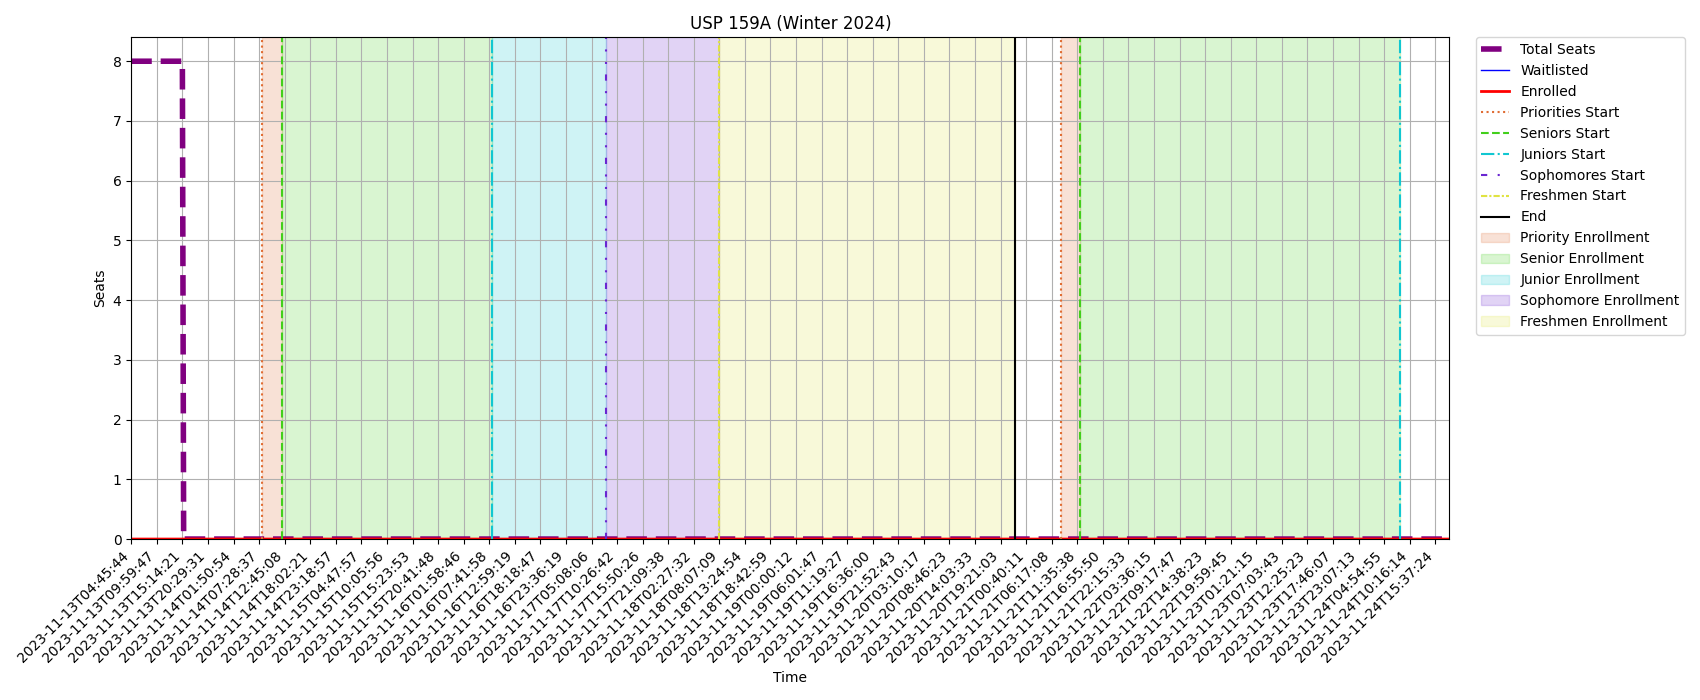 USP 159A (Winter 2024)
8
7
6
5
4
3
2
1
0
Seats
2023-11-13T04:45:44
2023-11-13T09:59:47
2023-11-13T15:14:21
2023-11-13T20:29:31
2023-11-14T01:50:54
2023-11-14T07:28:37
2023-11-14T12:45:08
2023-11-14T18:02:21
2023-11-14T23:18:57
2023-11-15T04:47:57
2023-11-15T10:05:56
2023-11-15T15:23:53
2023-11-15T20:41:48
2023-11-16T01:58:46
2023-11-16T07:41:58
2023-11-16T12:59:19
2023-11-16T18:18:47
2023-11-16T23:36:19
2023-11-17T05:08:06
2023-11-17T10:26:42
2023-11-17T15:50:26
2023-11-17T21:09:38
2023-11-18T02:27:32
2023-11-18T08:07:09
2023-11-18T13:24:54
2023-11-18T18:42:59
2023-11-19T00:00:12
2023-11-19T06:01:47
2023-11-19T11:19:27
2023-11-19T16:36:00
2023-11-19T21:52:43
2023-11-20T03:10:17
2023-11-20T08:46:23
2023-11-20T14:03:33
2023-11-20T19:21:03
2023-11-21T00:40:11
2023-11-21T06:17:08
2023-11-21T11:35:38
2023-11-21T16:55:50
2023-11-21T22:15:33
2023-11-22T03:36:15
2023-11-22T09:17:47
2023-11-22T14:38:23
2023-11-22T19:59:45
2023-11-23T01:21:15
2023-11-23T07:03:43
2023-11-23T12:25:23
2023-11-23T17:46:07
2023-11-23T23:07:13
2023-11-24T04:54:55
2023-11-24T10:16:14
2023-11-24T15:37:24
Time
Total Seats
Waitlisted
Enrolled
Priorities Start
Seniors Start
Juniors Start
Sophomores Start
Freshmen Start
End
Priority Enrollment
Senior Enrollment
Junior Enrollment
Sophomore Enrollment
Freshmen Enrollment